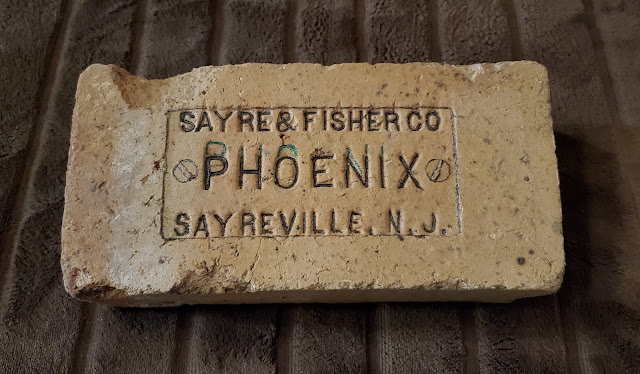 SAYRE & FISHER CO
PHOENIX
SAYREVILLE. N. J.